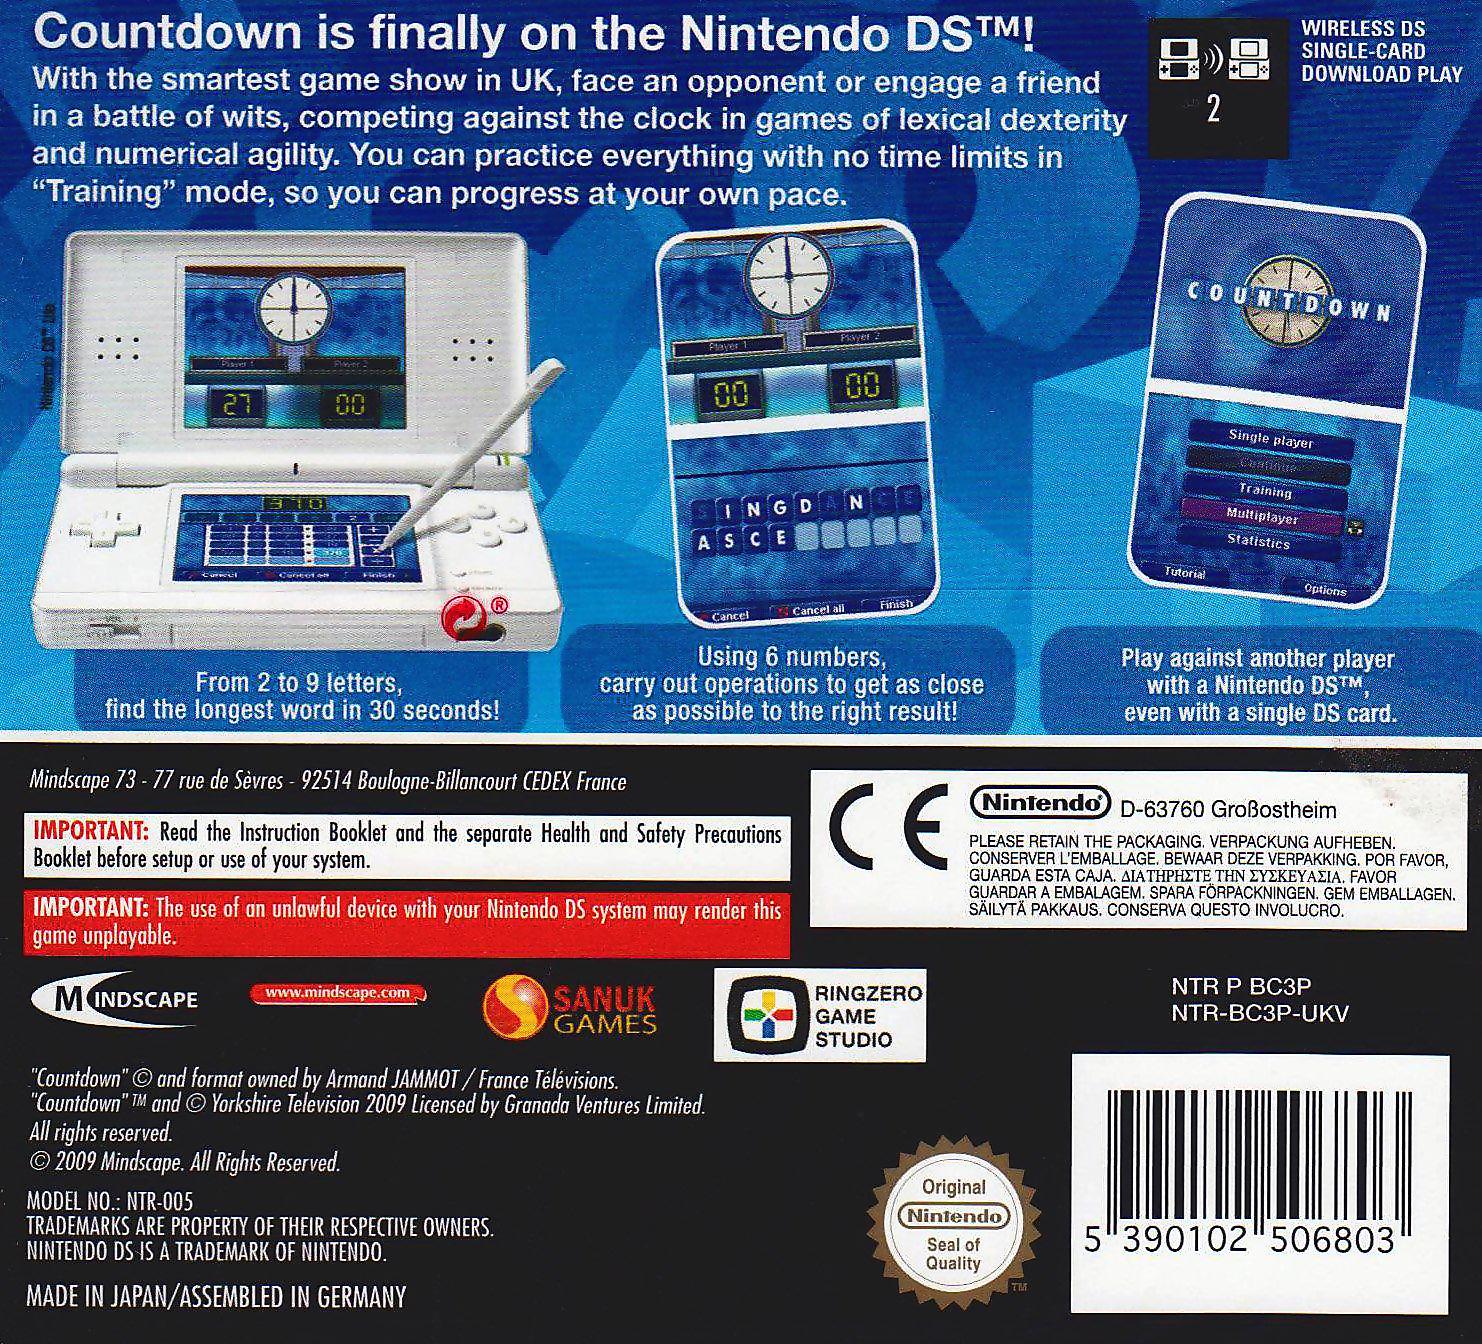 Countdown is finally on the Nintendo DS™!
With the smartest game show in UK, face an opponent or engage a friend
in a battle of wits, competing against the clock in games of lexical dexterity
and numerical agility. You can practice everything with no time limits in
“Training” mode, so you can progress at your own pace.
WIRELESS DS
SINGLE-CARD
DOWNLOAD PLAY
2
Nintendo DS™ Lite
Player 1
Player 2
27
00
370
Cancel
Cancel all
Finish
®
Player 1
Player 2
00
00
S I N G D A N C E S
A S C E
Cancel
Cancel all
Finish
COUNTDOWN
Single player
Continue
Training
Multiplayer
Statistics
Tutorial
Options
From 2 to 9 letters,
find the longest word in 30 seconds!
Using 6 numbers,
carry out operations to get as close
as possible to the right result!
Play against another player
with a Nintendo DS™,
even with a single DS card.
Mindscape 73 - 77 rue de Sèvres - 92514 Boulogne-Billancourt CEDEX France
IMPORTANT: Read the Instruction Booklet and the separate Health and Safety Precautions
Booklet before setup or use of your system.
IMPORTANT: The use of an unlawful device with your Nintendo DS system may render this
game unplayable.
CE
Nintendo® D-63760 Großostheim
PLEASE RETAIN THE PACKAGING. VERPACKUNG AUFHEBEN.
CONSERVER L'EMBALLAGE. BEWAAR DEZE VERPAKKING. POR FAVOR,
GUARDA ESTA CAJA. ΔΙΑΤΗΡΗΣΤΕ ΤΗΝ ΣΥΣΚΕΥΑΣΙΑ. FAVOR
GUARDAR A EMBALAGEM. SPARA FÖRPACKNINGEN. GEM EMBALLAGEN.
SÄILYTÄ PAKKAUS. CONSERVA QUESTO INVOLUCRO.
MINDSCAPE
www.mindscape.com
SANUK
GAMES
RINGZERO
GAME
STUDIO
NTR P BC3P
NTR-BC3P-UKV
"Countdown" © and format owned by Armand JAMMOT / France Télévisions.
"Countdown" ™ and © Yorkshire Television 2009 Licensed by Granada Ventures Limited.
All rights reserved.
© 2009 Mindscape. All Rights Reserved.
MODEL NO.: NTR-005
TRADEMARKS ARE PROPERTY OF THEIR RESPECTIVE OWNERS.
NINTENDO DS IS A TRADEMARK OF NINTENDO.
MADE IN JAPAN/ASSEMBLED IN GERMANY
Original
Nintendo
Seal of
Quality
TM
5 390102 506803